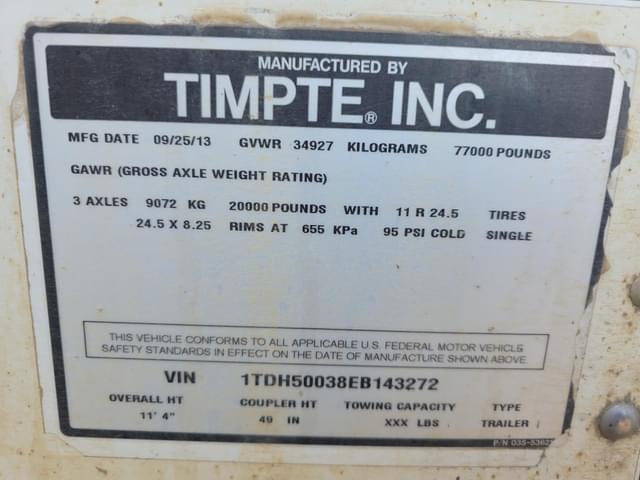 MANUFACTURED BY
TIMPTE® INC.
MFG DATE 09/25/13 GVWR 34927 KILOGRAMS 77000 POUNDS
GAWR (GROSS AXLE WEIGHT RATING)
3 AXLES 9072 KG 20000 POUNDS WITH 11 R 24.5 TIRES
24.5 X 8.25 RIMS AT 655 KPa 95 PSI COLD SINGLE
THIS VEHICLE CONFORMS TO ALL APPLICABLE U.S. FEDERAL MOTOR VEHICLE
SAFETY STANDARDS IN EFFECT ON THE DATE OF MANUFACTURE SHOWN ABOVE.
VIN 1TDH50038EB143272
OVERALL HT COUPLER HT TOWING CAPACITY TYPE
11' 4" 49 IN XXX LBS TRAILER
P/N